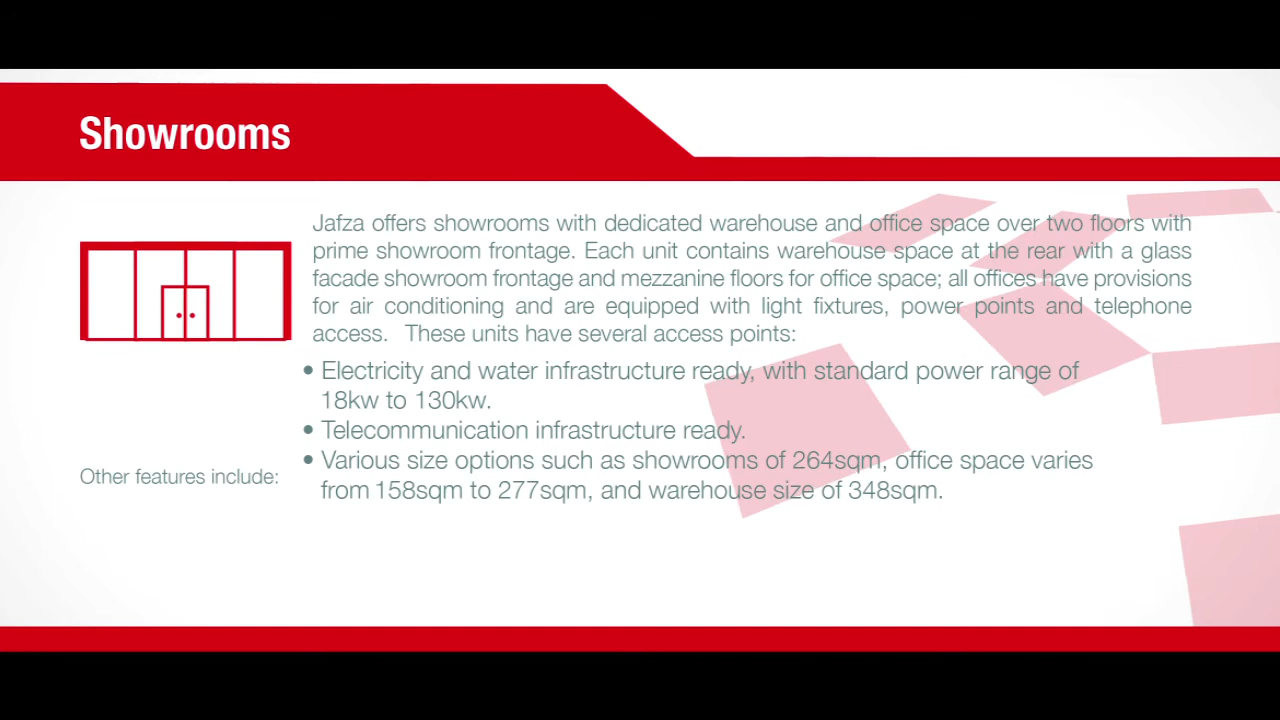 Showrooms
Jafza offers showrooms with dedicated warehouse and office space over two floors with
prime showroom frontage. Each unit contains warehouse space at the rear with a glass
facade showroom frontage and mezzanine floors for office space; all offices have provisions
for air conditioning and are equipped with light fixtures, power points and telephone
access. These units have several access points:
• Electricity and water infrastructure ready, with standard power range of
18kw to 130kw.
• Telecommunication infrastructure ready.
• Various size options such as showrooms of 264sqm, office space varies
from 158sqm to 277sqm, and warehouse size of 348sqm.
Other features include: